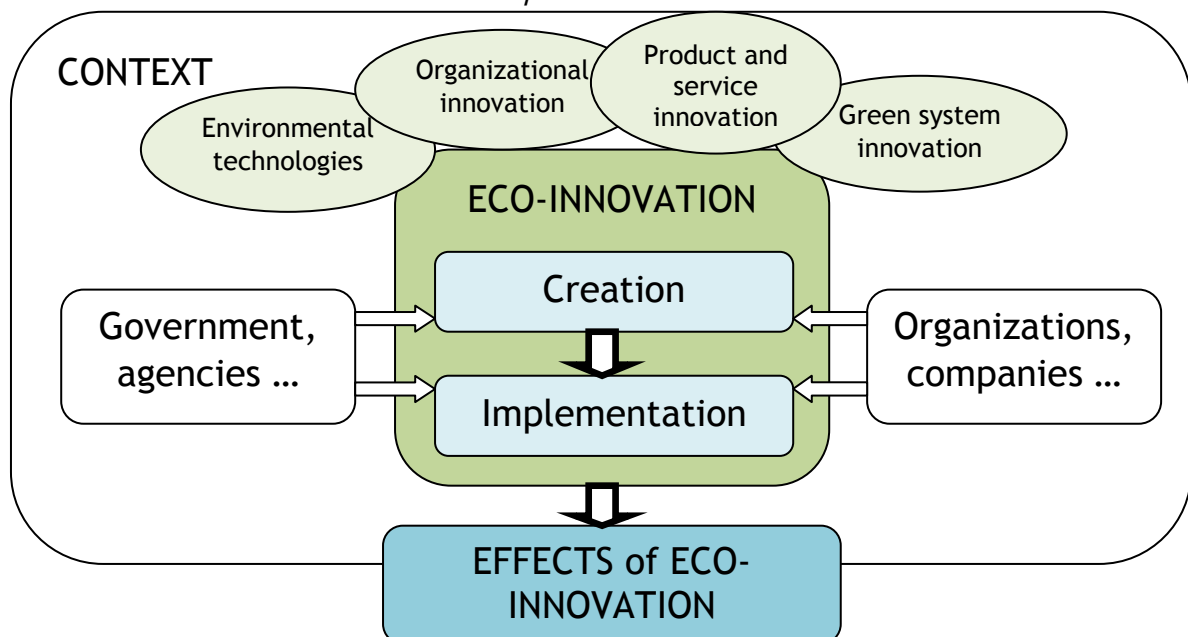 CONTEXT
Environmental
technologies
Organizational
innovation
Product and
service
innovation
Green system
innovation
ECO-INNOVATION
Creation
Government,
agencies ...
Organizations,
companies ...
Implementation
EFFECTS of ECO-
INNOVATION